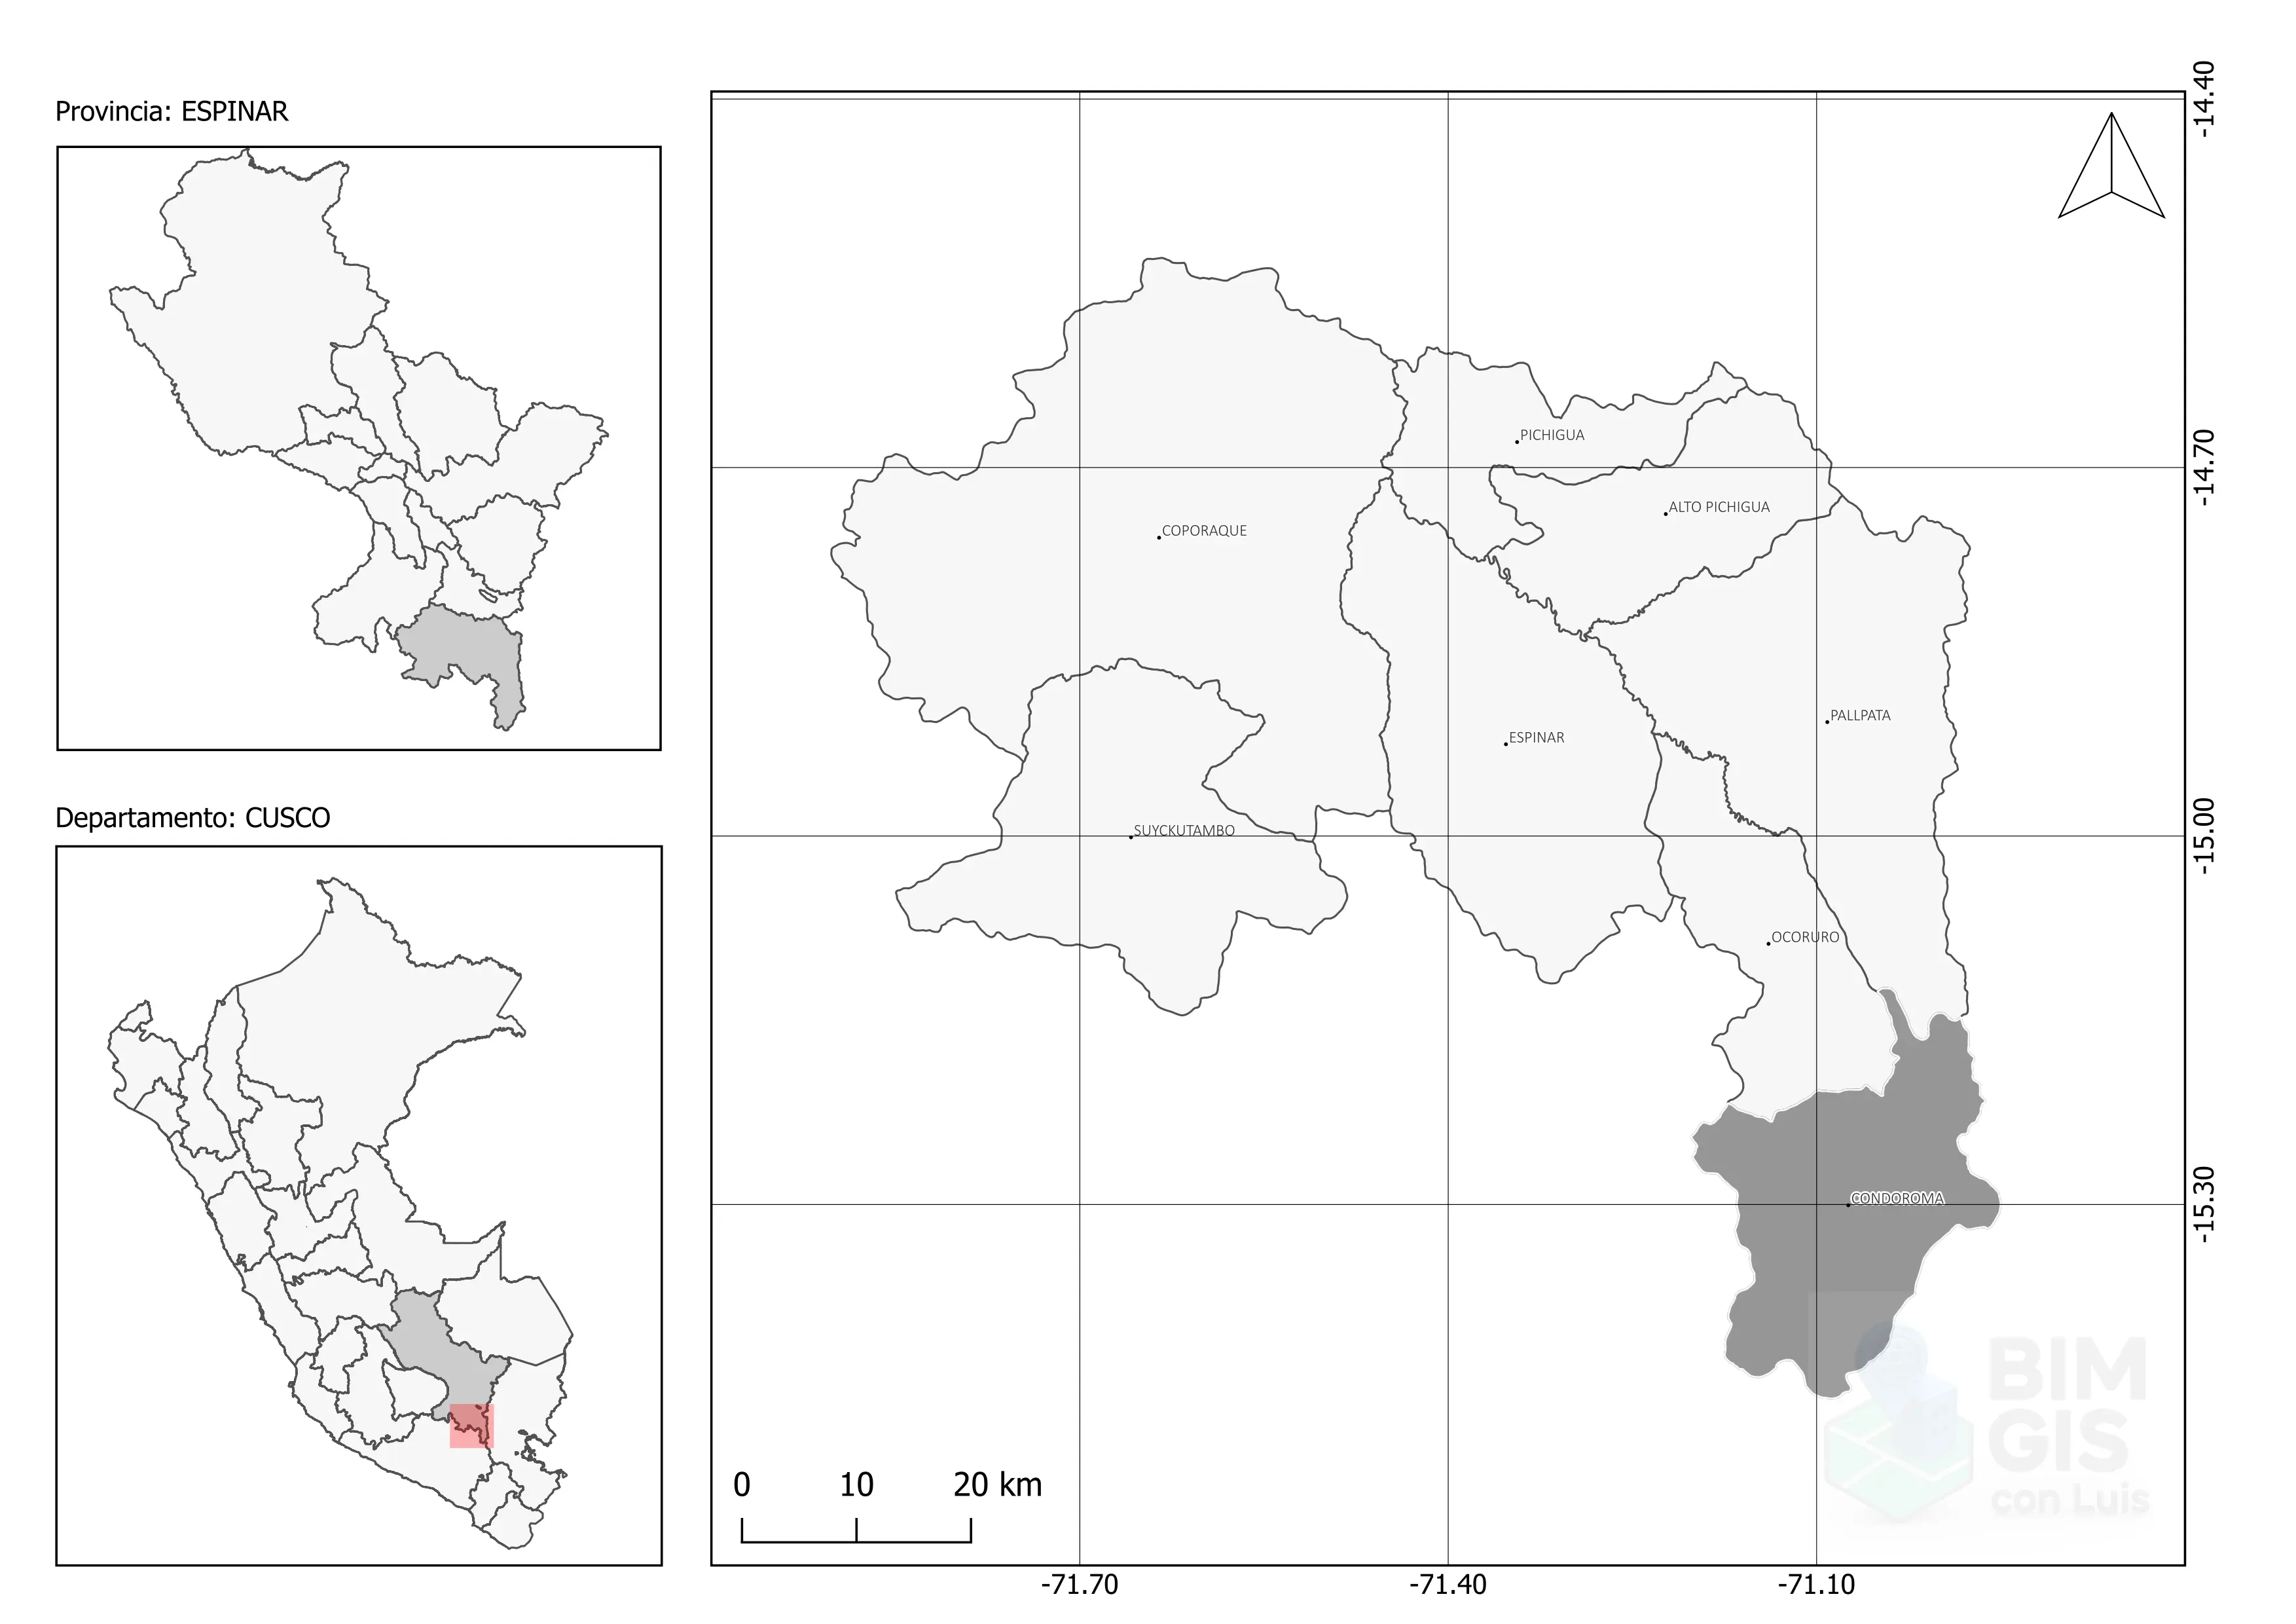 Provincia: ESPINAR
Departamento: CUSCO
-14.40
PICHIGUA
-14.70
ALTO PICHIGUA
COPORAQUE
PALLPATA
ESPINAR
SUYCKUTAMBO
-15.00
OCORURO
CONDOROMA
-15.30
BIM
GIS
con Luis
0 10 20 km
-71.70 -71.40 -71.10